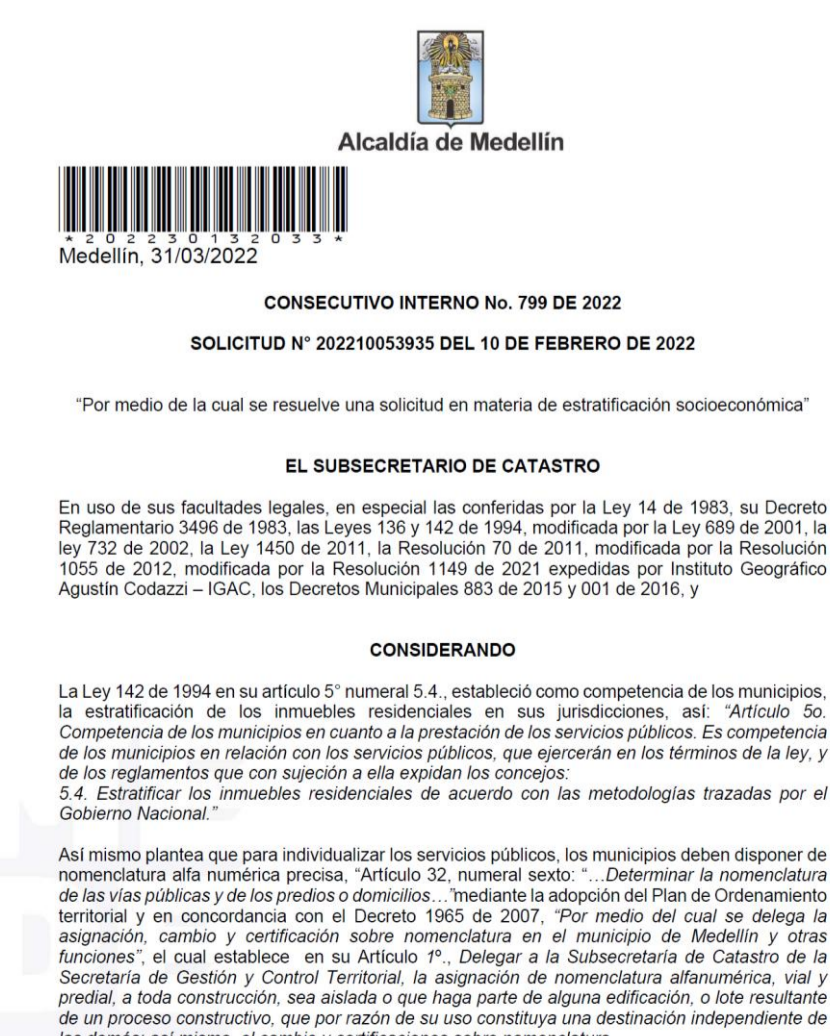 Alcaldía de Medellín
* 2 0 2 2 3 0 1 3 2 0 3 3 *
Medellín, 31/03/2022
CONSECUTIVO INTERNO No. 799 DE 2022
SOLICITUD N° 202210053935 DEL 10 DE FEBRERO DE 2022
“Por medio de la cual se resuelve una solicitud en materia de estratificación socioeconómica”
EL SUBSECRETARIO DE CATASTRO
En uso de sus facultades legales, en especial las conferidas por la Ley 14 de 1983, su Decreto
Reglamentario 3496 de 1983, las Leyes 136 y 142 de 1994, modificada por la Ley 689 de 2001, la
ley 732 de 2002, la Ley 1450 de 2011, la Resolución 70 de 2011, modificada por la Resolución
1055 de 2012, modificada por la Resolución 1149 de 2021 expedidas por Instituto Geográfico
Agustín Codazzi – IGAC, los Decretos Municipales 883 de 2015 y 001 de 2016, y
CONSIDERANDO
La Ley 142 de 1994 en su artículo 5° numeral 5.4., estableció como competencia de los municipios,
la estratificación de los inmuebles residenciales en sus jurisdicciones, así: “Artículo 5o.
Competencia de los municipios en cuanto a la prestación de los servicios públicos. Es competencia
de los municipios en relación con los servicios públicos, que ejercerán en los términos de la ley, y
de los reglamentos que con sujeción a ella expidan los concejos:
5.4. Estratificar los inmuebles residenciales de acuerdo con las metodologías trazadas por el
Gobierno Nacional.”
Así mismo plantea que para individualizar los servicios públicos, los municipios deben disponer de
nomenclatura alfa numérica precisa, “Artículo 32, numeral sexto: “…Determinar la nomenclatura
de las vías públicas y de los predios o domicilios…”mediante la adopción del Plan de Ordenamiento
territorial y en concordancia con el Decreto 1965 de 2007, “Por medio del cual se delega la
asignación, cambio y certificación sobre nomenclatura en el municipio de Medellín y otras
funciones”, el cual establece en su Artículo 1º., Delegar a la Subsecretaría de Catastro de la
Secretaría de Gestión y Control Territorial, la asignación de nomenclatura alfanumérica, vial y
predial, a toda construcción, sea aislada o que haga parte de alguna edificación, o lote resultante
de un proceso constructivo, que por razón de su uso constituya una destinación independiente de
las demás; así mismo, el cambio y certificaciones sobre nomenclatura